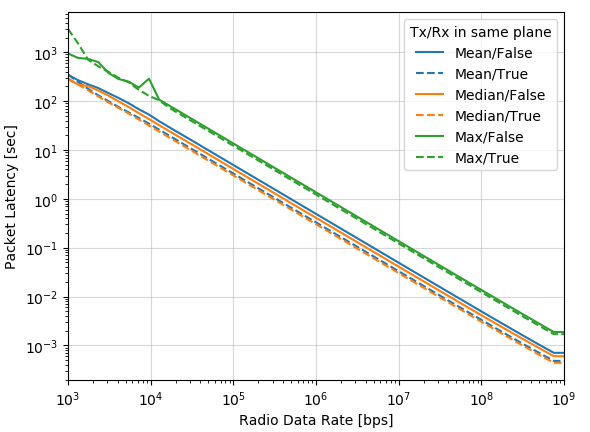 Tx/Rx in same plane
Mean/False
Mean/True
Median/False
Median/True
Max/False
Max/True
Packet Latency [sec]
10³
10²
10¹
10⁰
10⁻¹
10⁻²
10⁻³
10³ 10⁴ 10⁵ 10⁶ 10⁷ 10⁸ 10⁹
Radio Data Rate [bps]